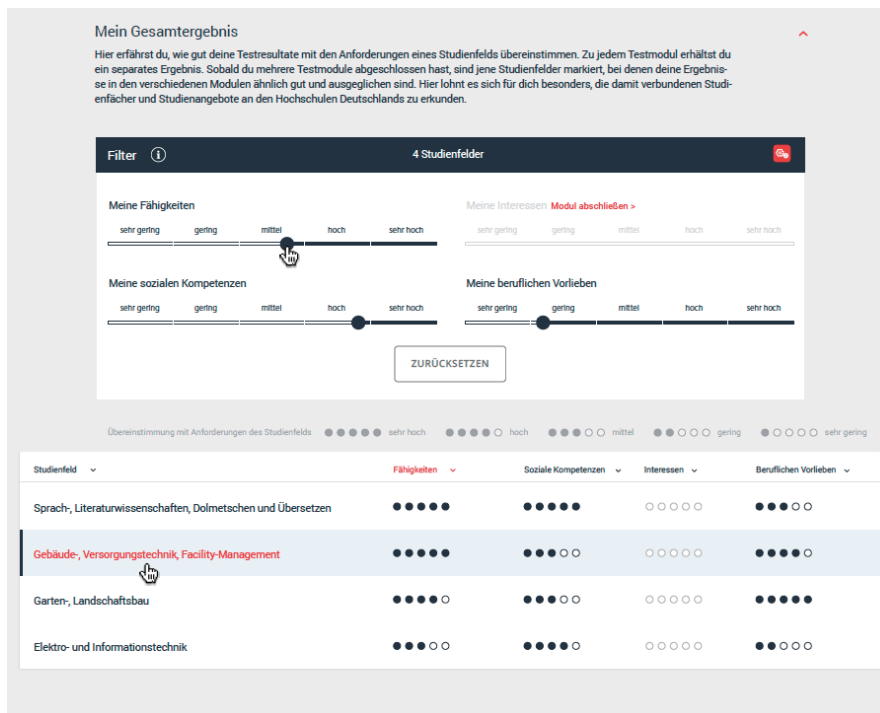 Mein Gesamtergebnis
Hier erfährst du, wie gut deine Testresultate mit den Anforderungen eines Studienfelds übereinstimmen. Zu jedem Testmodul erhältst du
ein separates Ergebnis. Sobald du mehrere Testmodule abgeschlossen hast, sind jene Studienfelder markiert, bei denen deine Ergebnis-
se in den verschiedenen Modulen ähnlich gut und ausgeglichen sind. Hier lohnt es sich für dich besonders, die damit verbundenen Studi-
enfächer und Studienangebote an den Hochschulen Deutschlands zu erkunden.
Filter i 4 Studienfelder
Meine Fähigkeiten
sehr gering gering mittel hoch sehr hoch
Meine Interessen Modul abschließen >
sehr gering gering mittel hoch sehr hoch
Meine sozialen Kompetenzen
sehr gering gering mittel hoch sehr hoch
Meine beruflichen Vorlieben
sehr gering gering mittel hoch sehr hoch
ZURÜCKSETZEN
Übereinstimmung mit Anforderungen des Studienfelds sehr hoch hoch mittel gering sehr gering
Studienfeld Fähigkeiten Soziale Kompetenzen Interessen Beruflichen Vorlieben
Sprach-, Literaturwissenschaften, Dolmetschen und Übersetzen
Gebäude-, Versorgungstechnik, Facility-Management
Garten-, Landschaftsbau
Elektro- und Informationstechnik